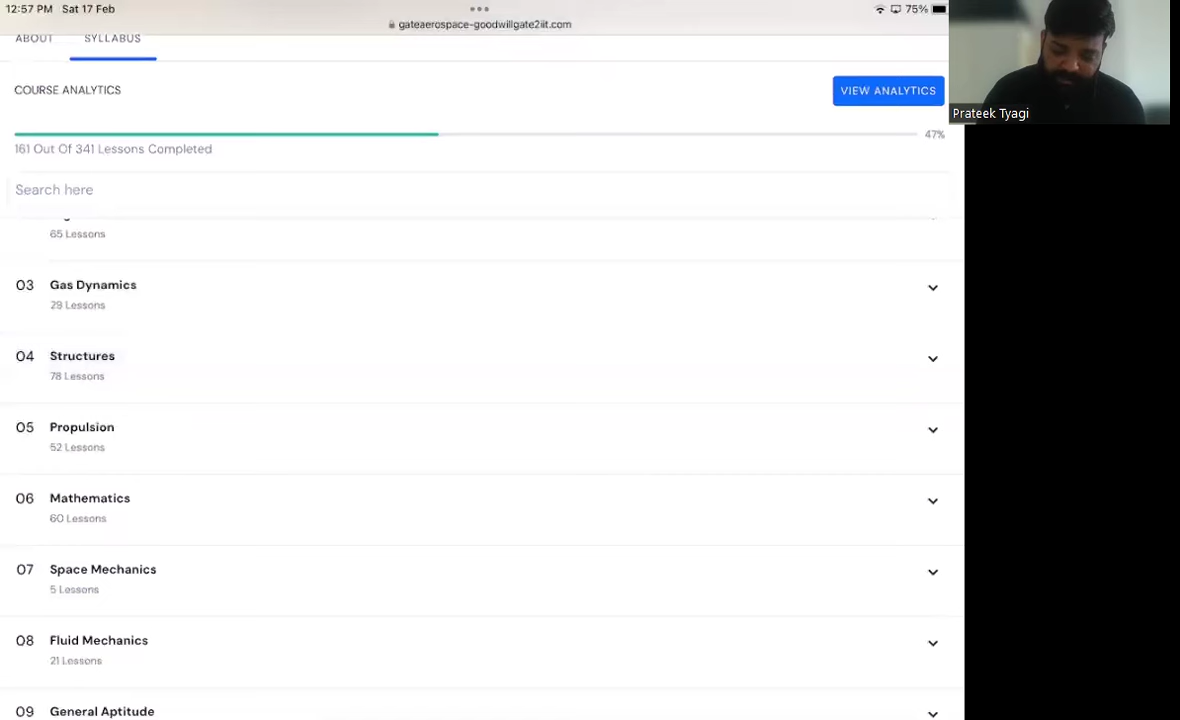 12:57 PM Sat 17 Feb
75%
gateaerospace-goodwillgate2iit.com
ABOUT
SYLLABUS
COURSE ANALYTICS
VIEW ANALYTICS
Prateek Tyagi
47%
161 Out Of 341 Lessons Completed
Search here
65 Lessons
03 Gas Dynamics
29 Lessons
04 Structures
78 Lessons
05 Propulsion
52 Lessons
06 Mathematics
60 Lessons
07 Space Mechanics
5 Lessons
08 Fluid Mechanics
21 Lessons
09 General Aptitude